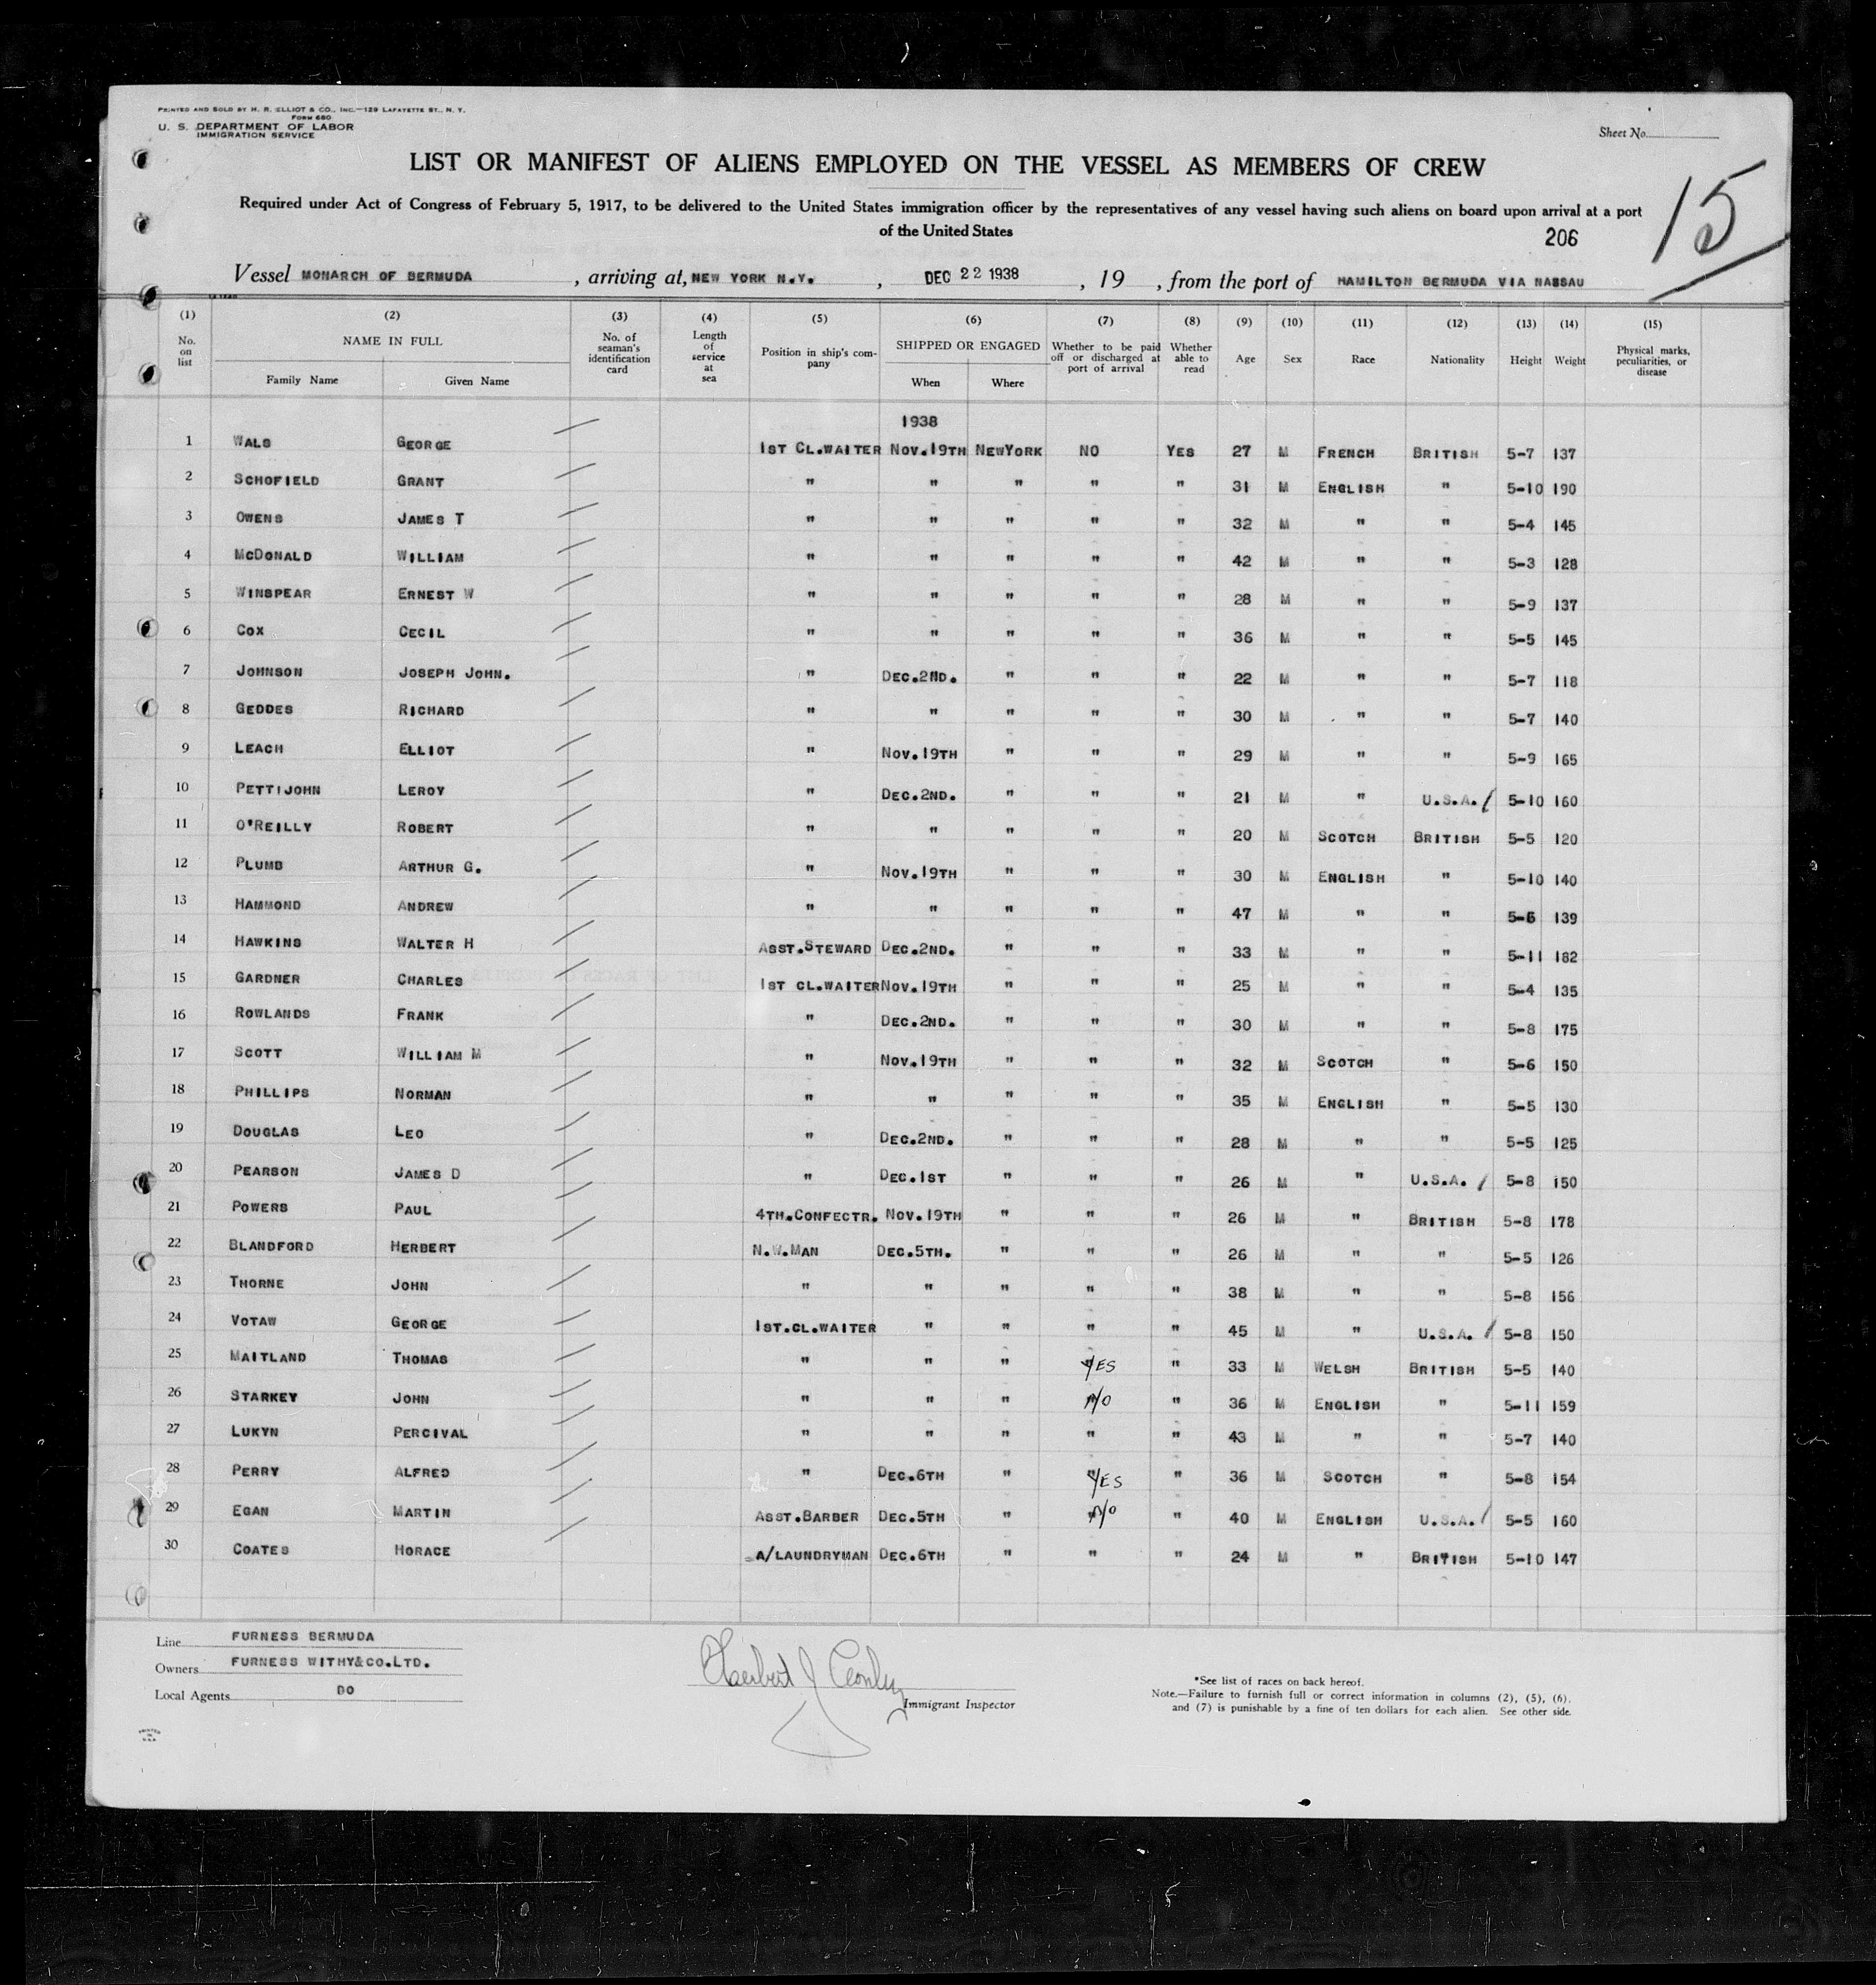 PRINTED AND SOLD BY H. R. ELLIOT & CO., INC.—129 LAFAYETTE ST., N. Y.
FORM 680
U. S. DEPARTMENT OF LABOR
IMMIGRATION SERVICE
Sheet No.
LIST OR MANIFEST OF ALIENS EMPLOYED ON THE VESSEL AS MEMBERS OF CREW
15
Required under Act of Congress of February 5, 1917, to be delivered to the United States immigration officer by the representatives of any vessel having such aliens on board upon arrival at a port
of the United States
206
Vessel MONARCH OF BERMUDA, arriving at, NEW YORK N.Y., DEC 22 1938, 19, from the port of HAMILTON BERMUDA VIA NASSAU
(1) No. on list (2) NAME IN FULL Family Name Given Name (3) No. of seaman's identification card (4) Length of service at sea (5) Position in ship's company (6) SHIPPED OR ENGAGED When Where (7) Whether to be paid off or discharged at port of arrival (8) Whether able to read (9) Age (10) Sex (11) Race (12) Nationality (13) Height (14) Weight (15) Physical marks, peculiarities, or disease
1938
1 WALS GEORGE 1ST CL.WAITER NOV.19TH NEWYORK NO YES 27 M FRENCH BRITISH 5-7 137
2 SCHOFIELD GRANT " " " " " 31 M ENGLISH " 5-10 190
3 OWENS JAMES T " " " " " 32 M " " 5-4 145
4 MCDONALD WILLIAM " " " " " 42 M " " 5-3 128
5 WINSPEAR ERNEST W " " " " " 28 M " " 5-9 137
6 COX CECIL " " " " " 36 M " " 5-5 145
7 JOHNSON JOSEPH JOHN. " DEC.2ND. " " " 22 M " " 5-7 118
8 GEDDES RICHARD " " " " " 30 M " " 5-7 140
9 LEACH ELLIOT " NOV.19TH " " " 29 M " " 5-9 165
10 PETTIJOHN LEROY " DEC.2ND. " " " 21 M " U.S.A. 5-10 160
11 O'REILLY ROBERT " " " " " 20 M SCOTCH BRITISH 5-5 120
12 PLUMB ARTHUR G. " NOV.19TH " " " 30 M ENGLISH " 5-10 140
13 HAMMOND ANDREW " " " " " 47 M " " 5-6 139
14 HAWKINS WALTER H ASST.STEWARD DEC.2ND. " " " 33 M " " 5-11 182
15 GARDNER CHARLES 1ST CL.WAITER NOV.19TH " " " 25 M " " 5-4 135
16 ROWLANDS FRANK " DEC.2ND. " " " 30 M " " 5-8 175
17 SCOTT WILLIAM M " NOV.19TH " " " 32 M SCOTCH " 5-6 150
18 PHILLIPS NORMAN " " " " " 35 M ENGLISH " 5-5 130
19 DOUGLAS LEO " DEC.2ND. " " " 28 M " " 5-5 125
20 PEARSON JAMES D " DEC.1ST " " " 26 M " U.S.A. 5-8 150
21 POWERS PAUL 4TH.CONFECTR. NOV.19TH " " " 26 M " BRITISH 5-8 178
22 BLANDFORD HERBERT N.W.MAN DEC.5TH. " " " 26 M " " 5-5 126
23 THORNE JOHN " " " " " 38 M " " 5-8 156
24 VOTAW GEORGE 1ST.CL.WAITER " " " " 45 M " U.S.A. 5-8 150
25 MAITLAND THOMAS " " " YES " 33 M WELSH BRITISH 5-5 140
26 STARKEY JOHN " " " NO " 36 M ENGLISH " 5-11 159
27 LUKYN PERCIVAL " " " " " 43 M " " 5-7 140
28 PERRY ALFRED " DEC.6TH " YES " 36 M SCOTCH " 5-8 154
29 EGAN MARTIN ASST.BARBER DEC.5TH " NO " 40 M ENGLISH U.S.A. 5-5 160
30 COATES HORACE A/LAUNDRYMAN DEC.6TH " " " 24 M " BRITISH 5-10 147
Line FURNESS BERMUDA
Owners FURNESS WITHY&CO.LTD.
Local Agents DO
Immigrant Inspector
*See list of races on back hereof.
Note.—Failure to furnish full or correct information in columns (2), (5), (6),
and (7) is punishable by a fine of ten dollars for each alien. See other side.
PRINTED
IN
U.S.A.